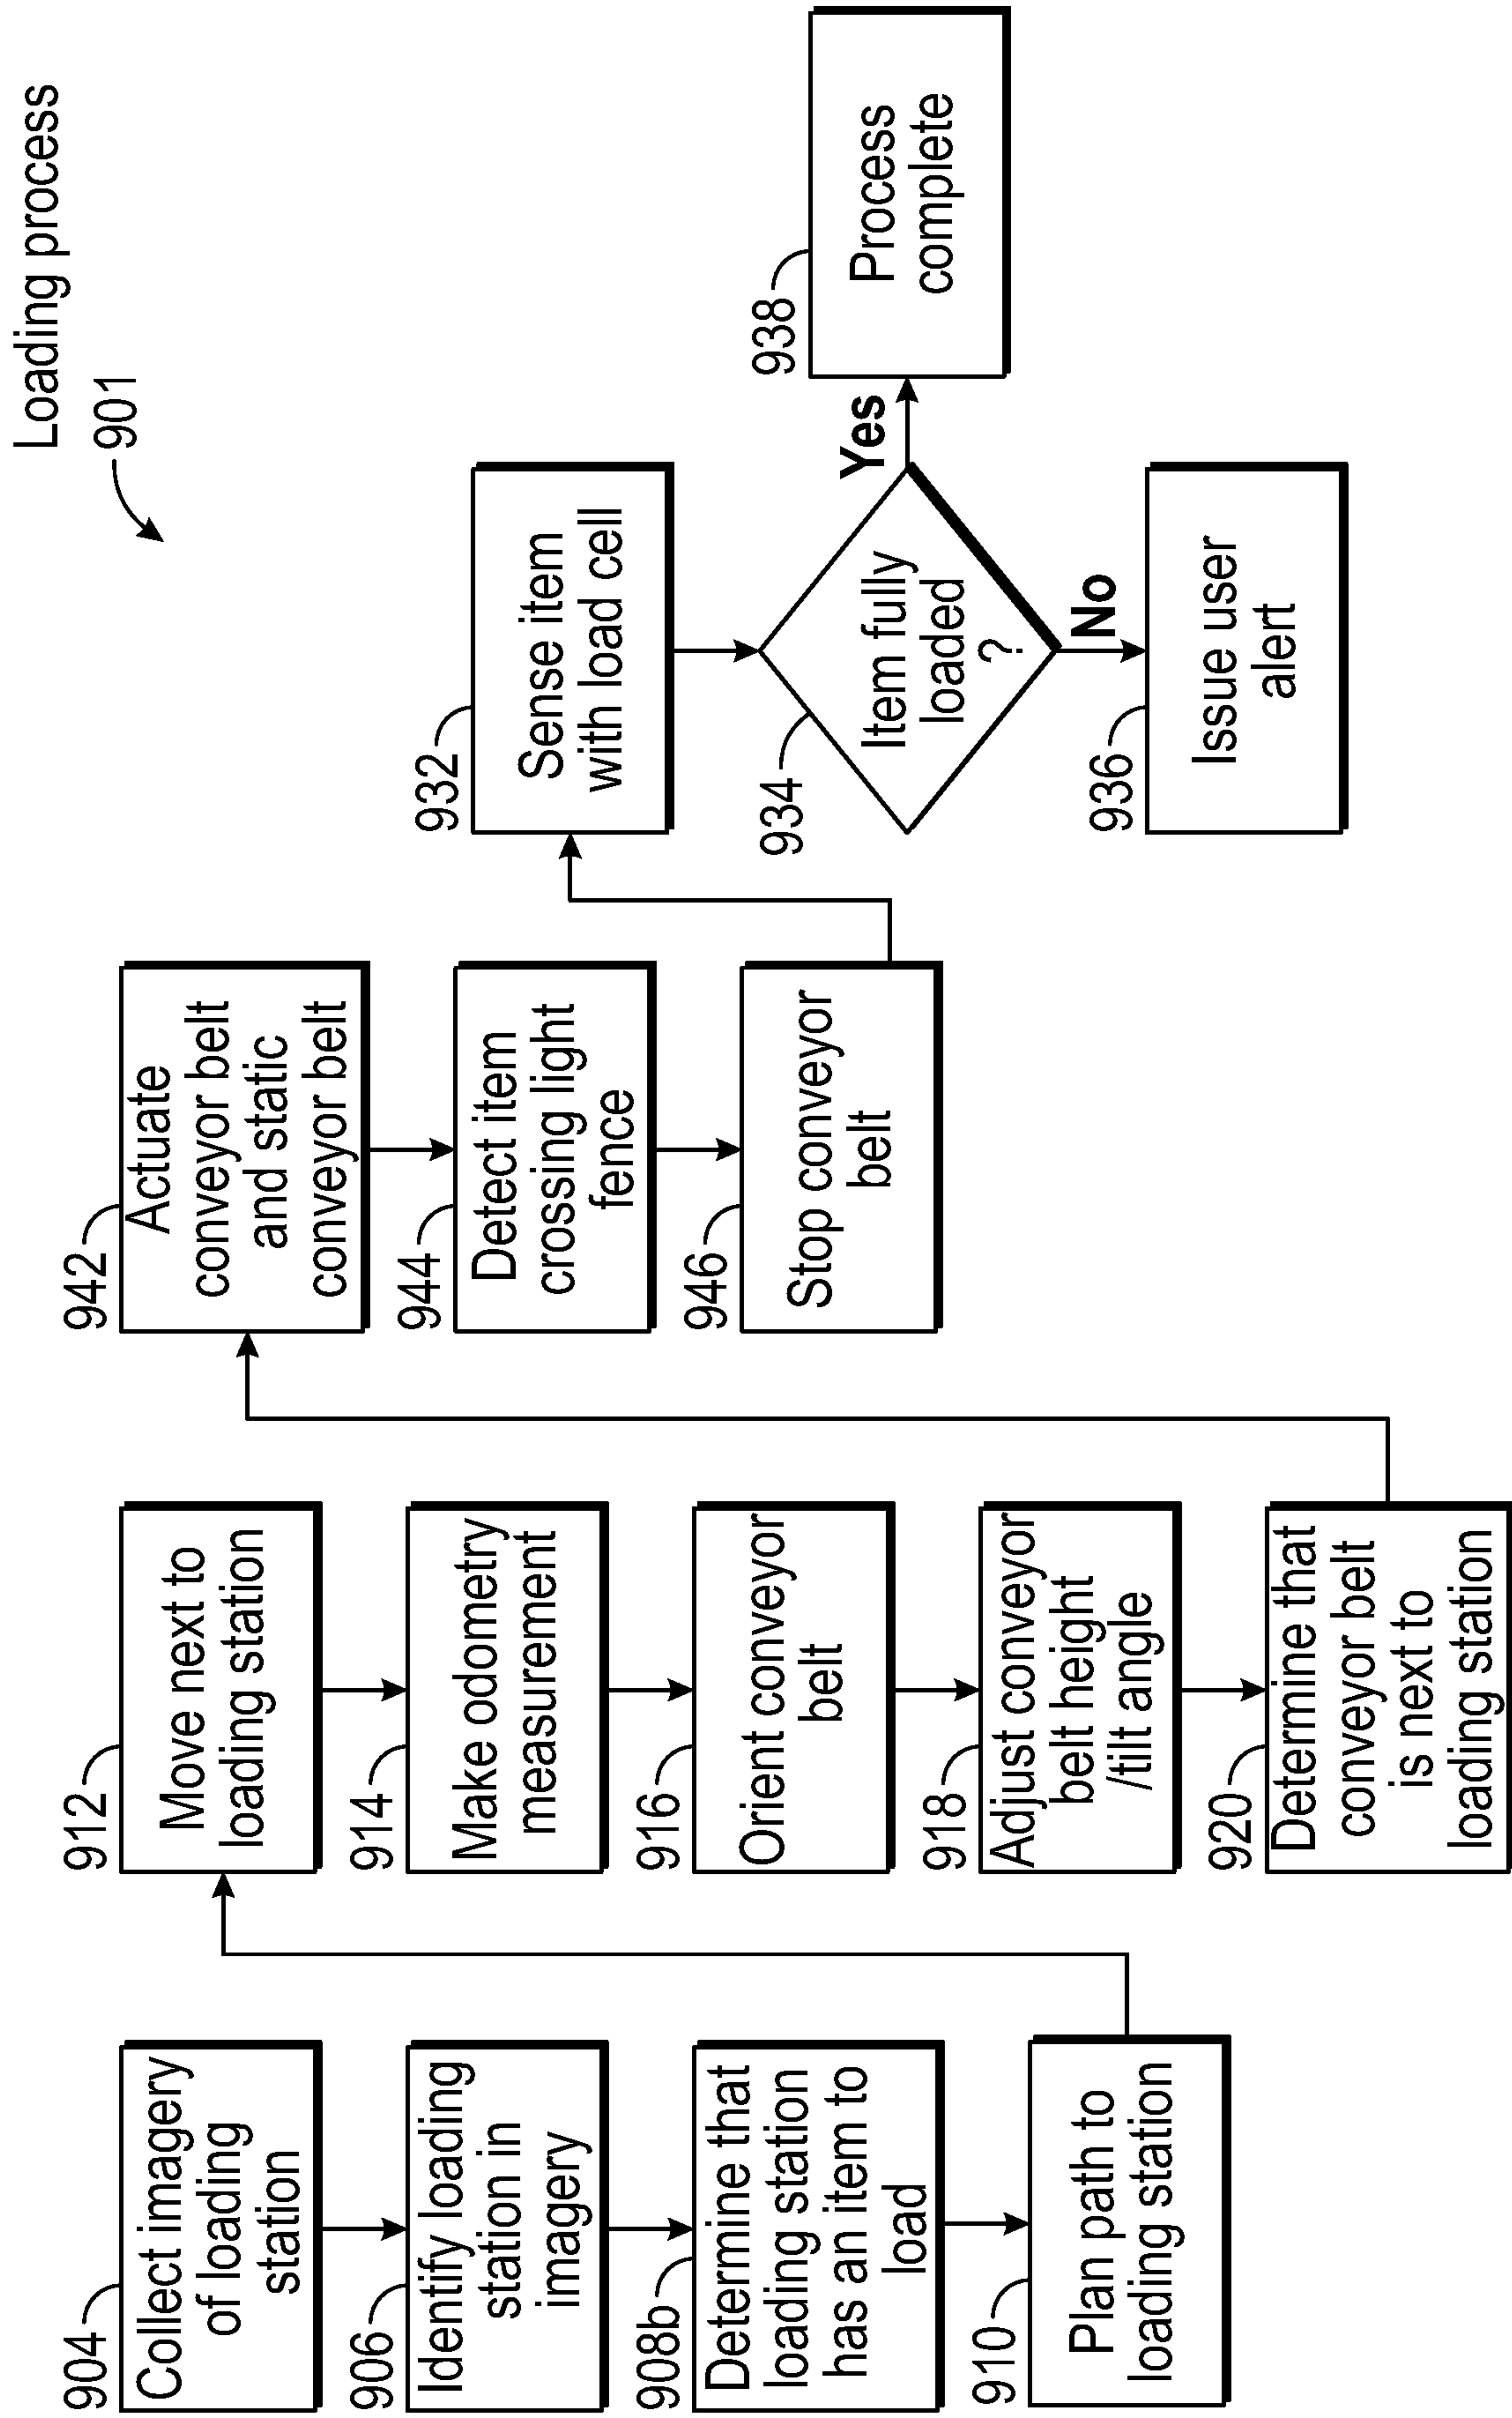 Loading process
901
904
Collect imagery
of loading
station
906
Identify loading
station in
imagery
908b
Determine that
loading station
has an item to
load
910
Plan path to
loading station
912
Move next to
loading station
914
Make odometry
measurement
916
Orient conveyor
belt
918
Adjust conveyor
belt height
/tilt angle
920
Determine that
conveyor belt
is next to
loading station
942
Actuate
conveyor belt
and static
conveyor belt
944
Detect item
crossing light
fence
946
Stop conveyor
belt
932
Sense item
with load cell
934
Item fully
loaded
?
Yes
No
936
Issue user
alert
938
Process
complete